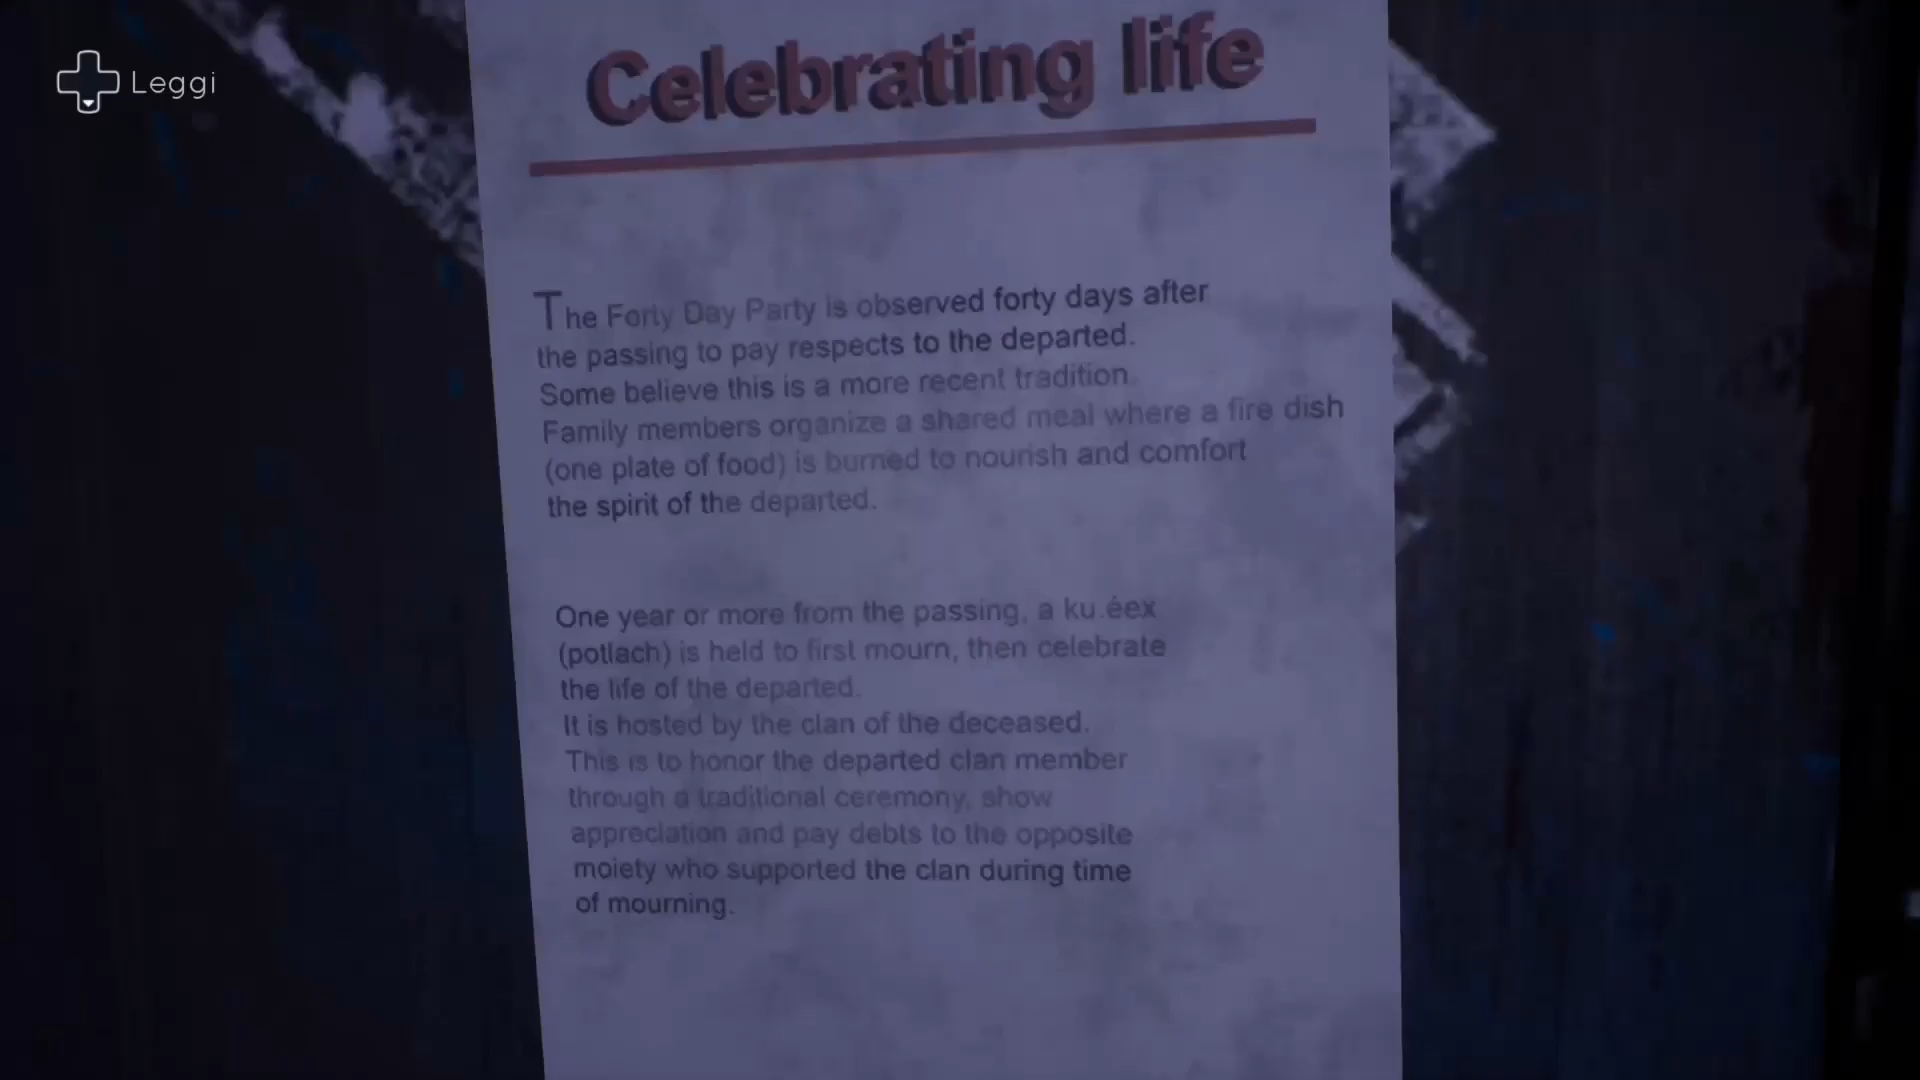 Leggi
Celebrating life
The Forty Day Party is observed forty days after
the passing to pay respects to the departed.
Some believe this is a more recent tradition.
Family members organize a shared meal where a fire dish
(one plate of food) is burned to nourish and comfort
the spirit of the departed.
One year or more from the passing, a ku.éex
(potlach) is held to first mourn, then celebrate
the life of the departed.
It is hosted by the clan of the deceased.
This is to honor the departed clan member
through a traditional ceremony, show
appreciation and pay debts to the opposite
moiety who supported the clan during time
of mourning.